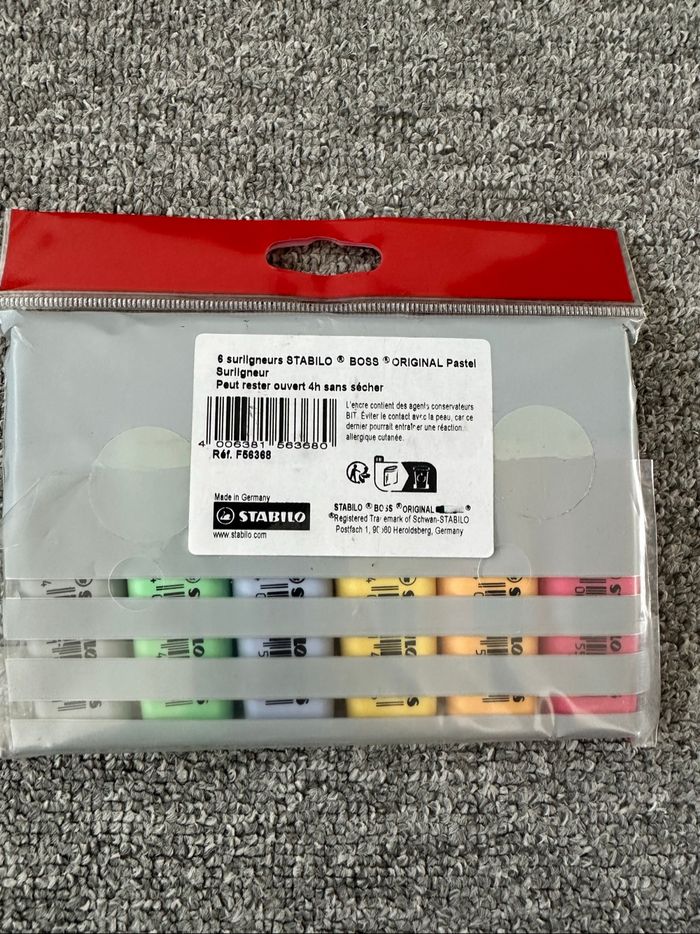 6 surligneurs STABILO ® BOSS ® ORIGINAL Pastel
Surligneur
Peut rester ouvert 4h sans sécher
L'encre contient des agents conservateurs
BIT. Éviter le contact avec la peau, car ce
dernier pourrait entraîner une réaction
allergique cutanée.
4 006381 563680
Réf. F56368
Made in Germany
STABILO
www.stabilo.com
STABILO ® BOSS ® ORIGINAL ®
®Registered Trademark of Schwan-STABILO
Postfach 1, 90560 Heroldsberg, Germany